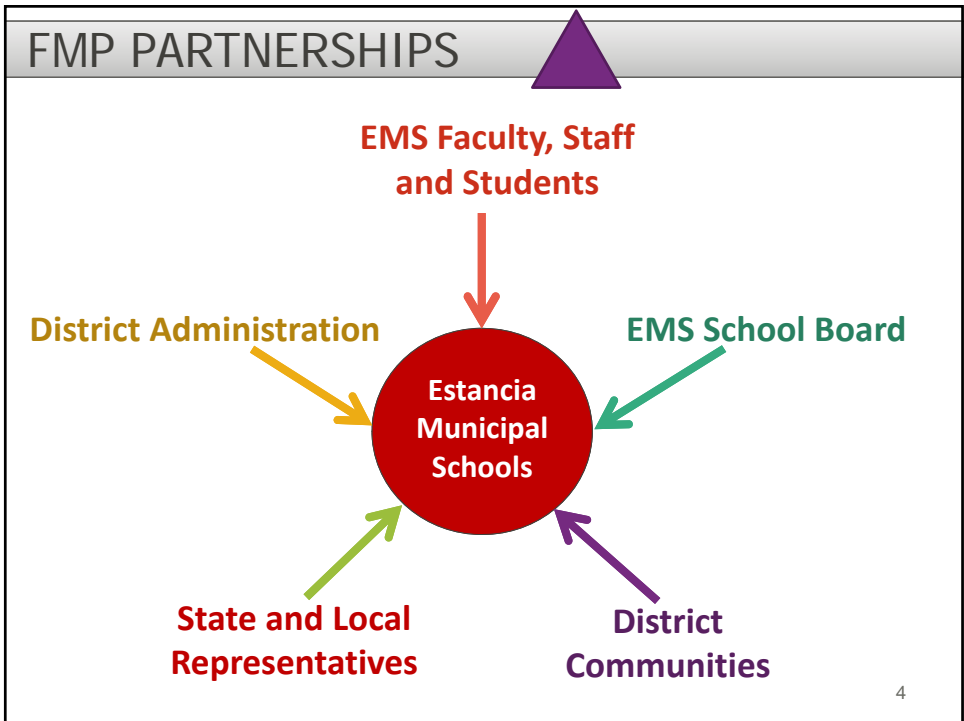 FMP PARTNERSHIPS
EMS Faculty, Staff
and Students
District Administration
EMS School Board
Estancia
Municipal
Schools
State and Local
Representatives
District
Communities
4